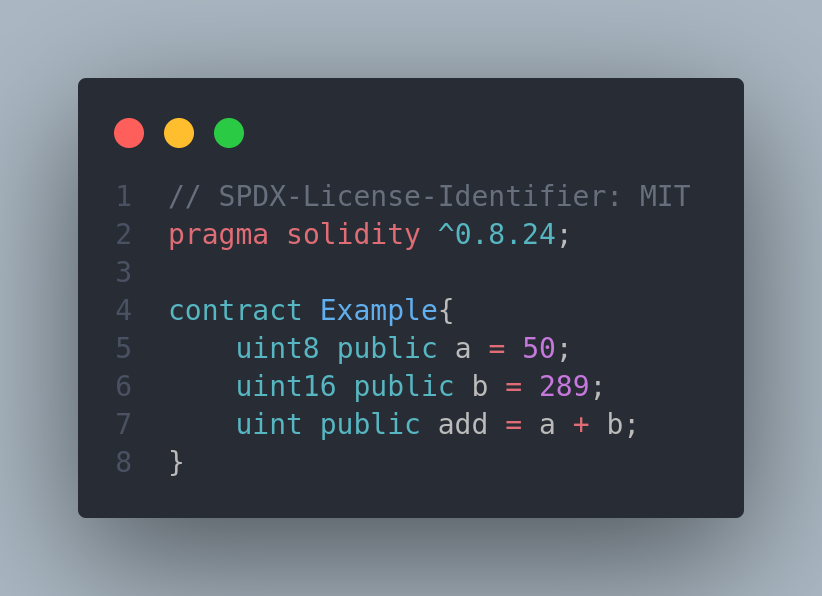 1 // SPDX-License-Identifier: MIT
2 pragma solidity ^0.8.24;
3
4 contract Example{
5     uint8 public a = 50;
6     uint16 public b = 289;
7     uint public add = a + b;
8 }